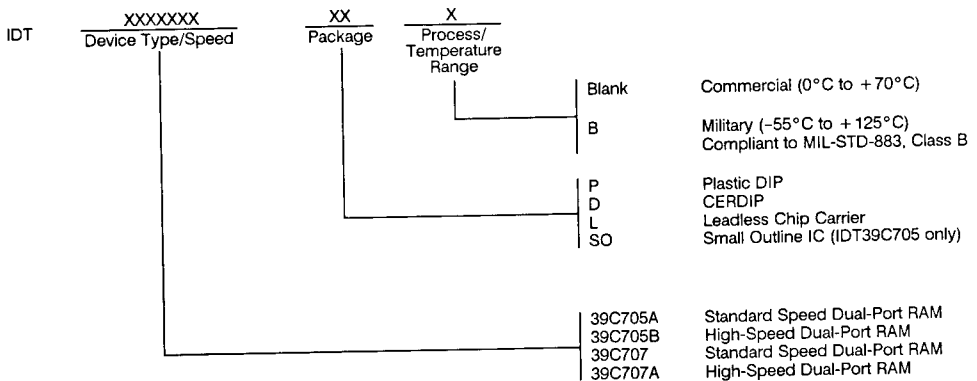 IDT XXXXXXX XX X
Device Type/Speed Package Process/
Temperature
Range
Blank Commercial (0°C to +70°C)
B Military (–55°C to +125°C)
Compliant to MIL-STD-883, Class B
P Plastic DIP
D CERDIP
L Leadless Chip Carrier
SO Small Outline IC (IDT39C705 only)
39C705A Standard Speed Dual-Port RAM
39C705B High-Speed Dual-Port RAM
39C707 Standard Speed Dual-Port RAM
39C707A High-Speed Dual-Port RAM